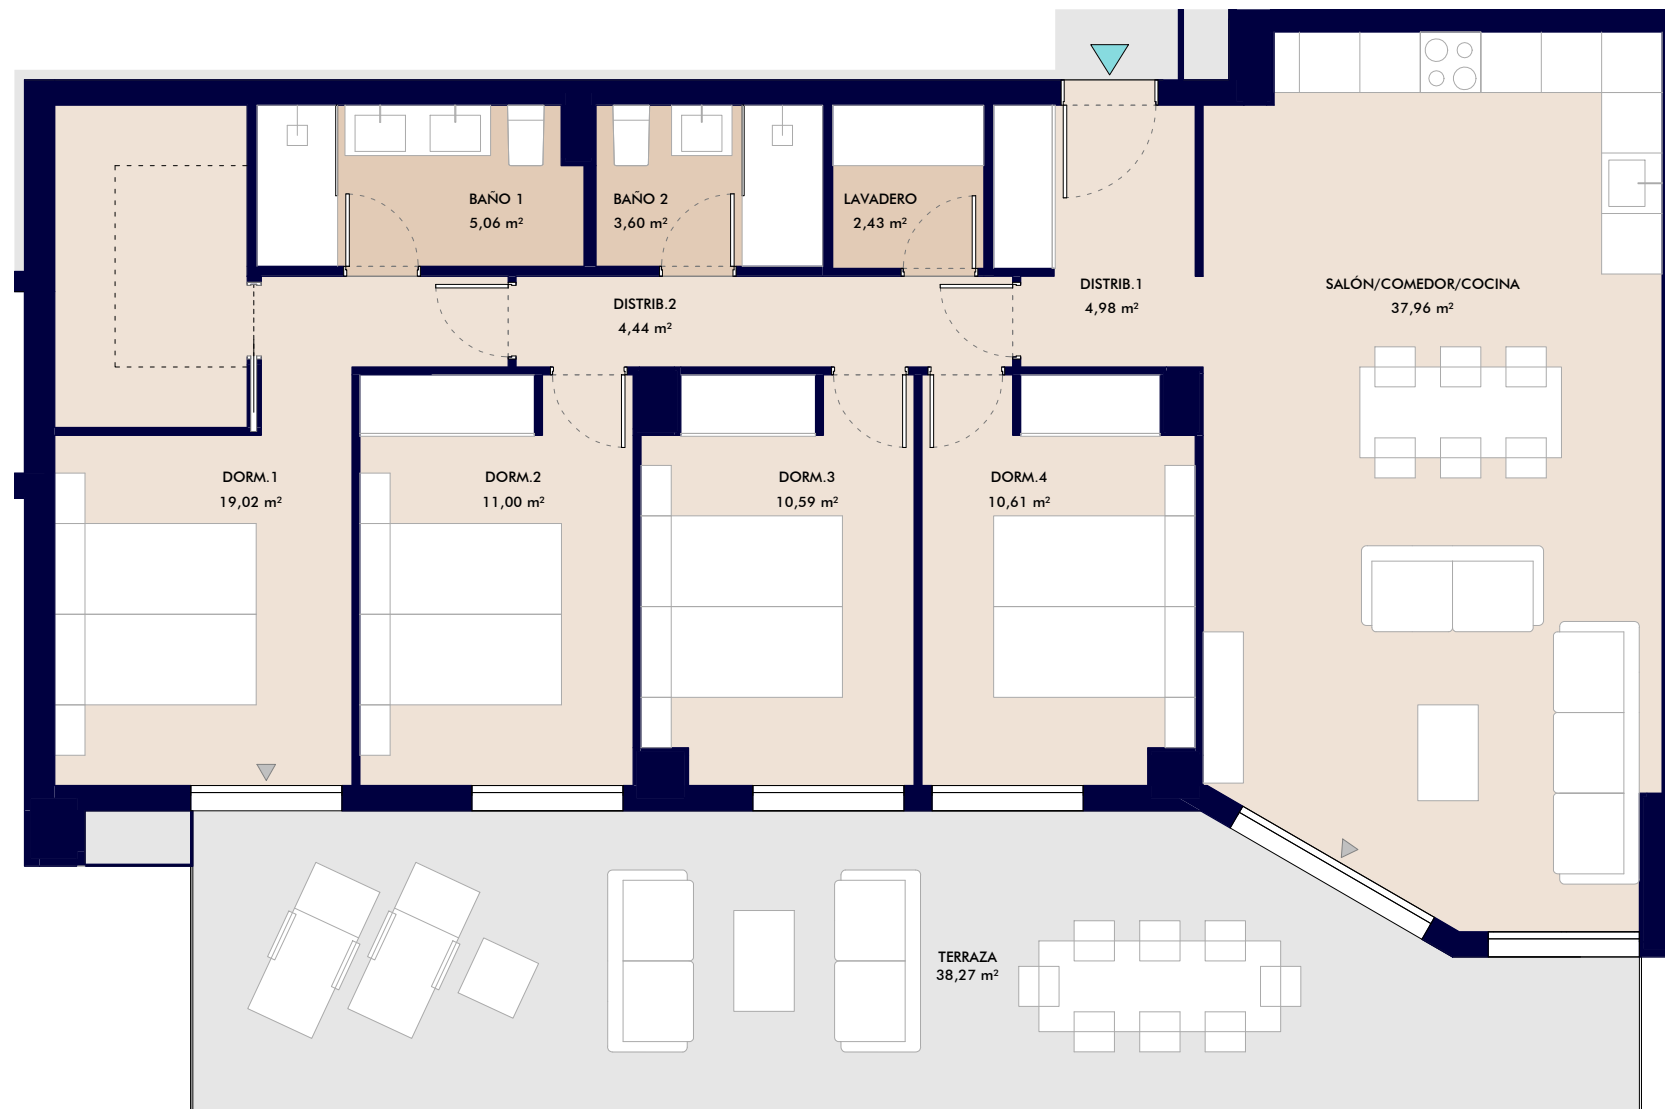 BAÑO 1
5,06 m²
BAÑO 2
3,60 m²
LAVADERO
2,43 m²
DISTRIB.2
4,44 m²
DISTRIB.1
4,98 m²
SALÓN/COMEDOR/COCINA
37,96 m²
DORM.1
19,02 m²
DORM.2
11,00 m²
DORM.3
10,59 m²
DORM.4
10,61 m²
TERRAZA
38,27 m²